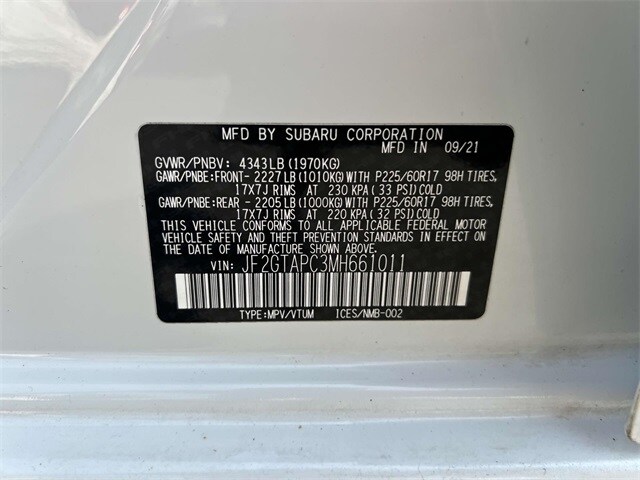 MFD BY SUBARU CORPORATION
MFD IN 09/21
GVWR/PNBV: 4343LB(1970KG)
GAWR/PNBE:FRONT- 2227LB(1010KG)WITH P225/60R17 98H TIRES,
17X7J RIMS AT 230 KPA(33 PSI)COLD
GAWR/PNBE:REAR - 2205LB(1000KG)WITH P225/60R17 98H TIRES,
17X7J RIMS AT 220 KPA(32 PSI)COLD
THIS VEHICLE CONFORMS TO ALL APPLICABLE FEDERAL MOTOR
VEHICLE SAFETY AND THEFT PREVENTION STANDARDS IN EFFECT
ON THE DATE OF MANUFACTURE SHOWN ABOVE.
VIN: JF2GTAPC3MH661011
TYPE:MPV/VTUM ICES/NMB-002